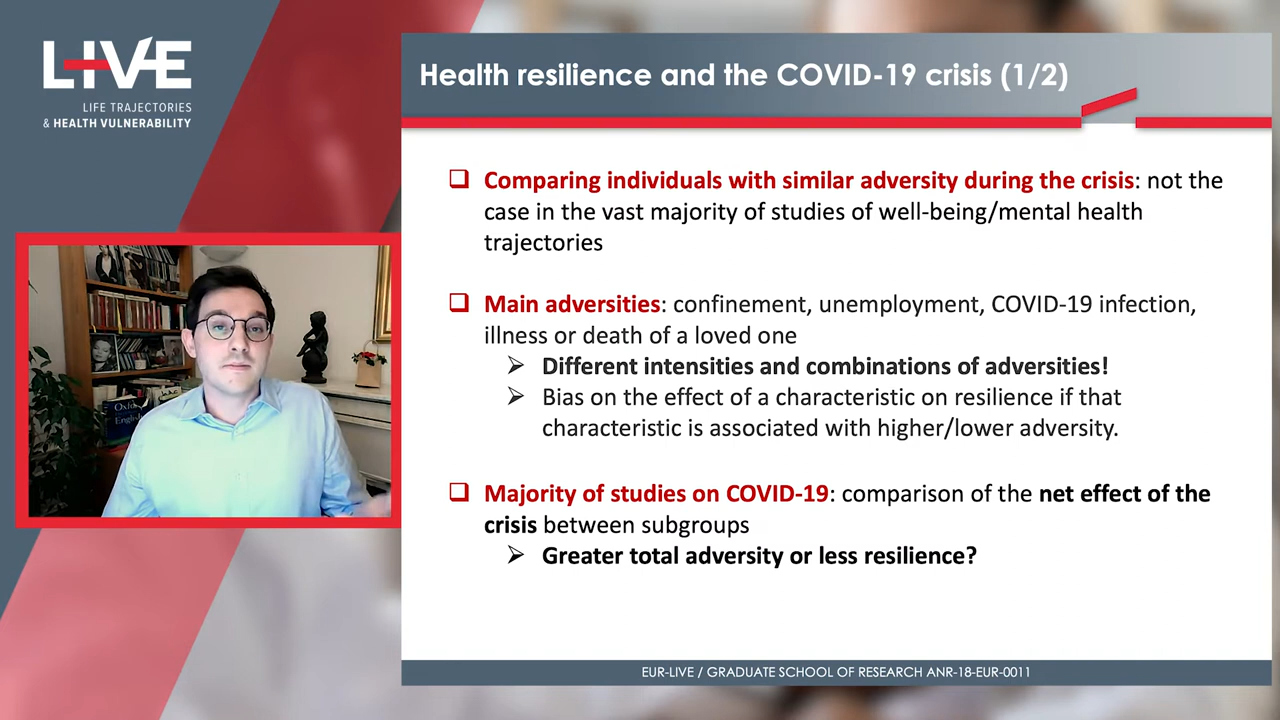 LIVE
LIFE TRAJECTORIES
& HEALTH VULNERABILITY
Health resilience and the COVID-19 crisis (1/2)
❑ Comparing individuals with similar adversity during the crisis: not the
case in the vast majority of studies of well-being/mental health
trajectories
❑ Main adversities: confinement, unemployment, COVID-19 infection,
illness or death of a loved one
➢ Different intensities and combinations of adversities!
➢ Bias on the effect of a characteristic on resilience if that
characteristic is associated with higher/lower adversity.
❑ Majority of studies on COVID-19: comparison of the net effect of the
crisis between subgroups
➢ Greater total adversity or less resilience?
Oxford
English
EUR-LIVE / GRADUATE SCHOOL OF RESEARCH ANR-18-EUR-0011